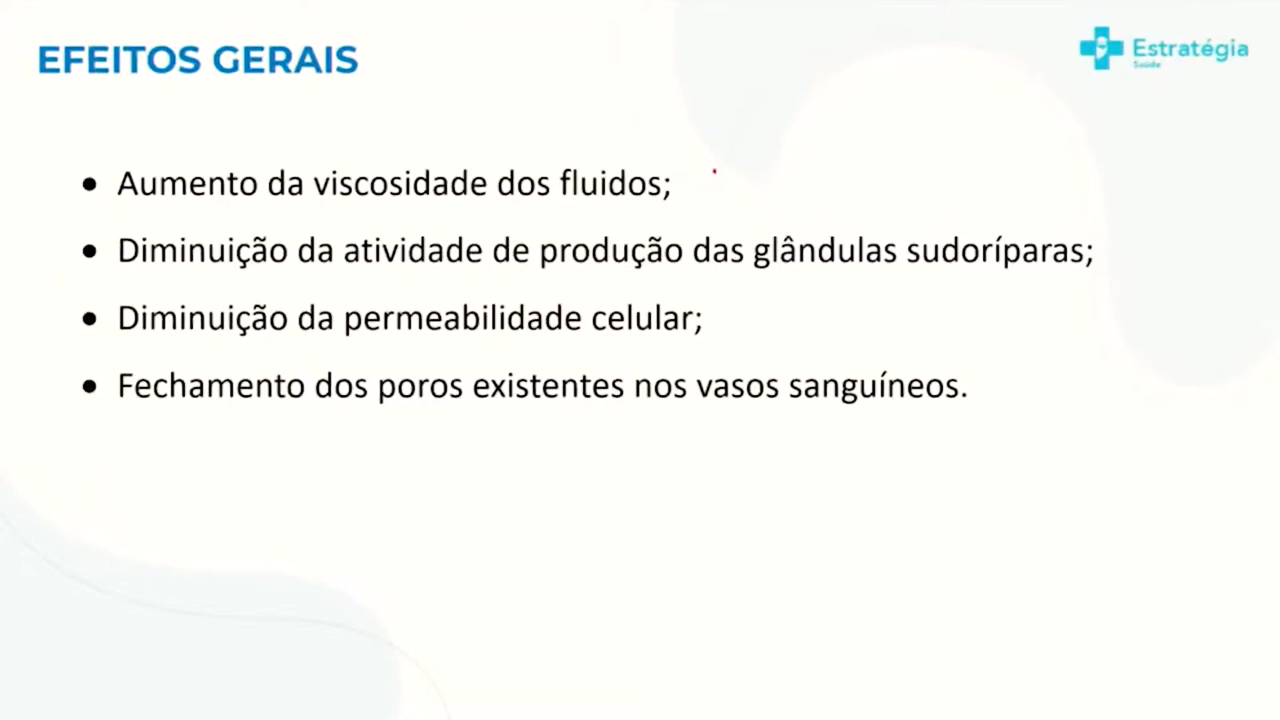 EFEITOS GERAIS
Estratégia
Saúde
• Aumento da viscosidade dos fluidos;
• Diminuição da atividade de produção das glândulas sudoríparas;
• Diminuição da permeabilidade celular;
• Fechamento dos poros existentes nos vasos sanguíneos.